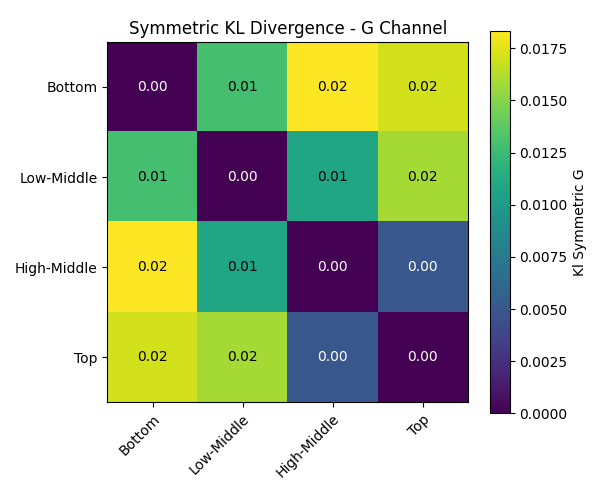 Symmetric KL Divergence - G Channel
Bottom
0.00 0.01 0.02 0.02
Low-Middle
0.01 0.00 0.01 0.02
High-Middle
0.02 0.01 0.00 0.00
Top
0.02 0.02 0.00 0.00
Bottom
Low-Middle
High-Middle
Top
0.0175
0.0150
0.0125
0.0100
0.0075
0.0050
0.0025
0.0000
Kl Symmetric G